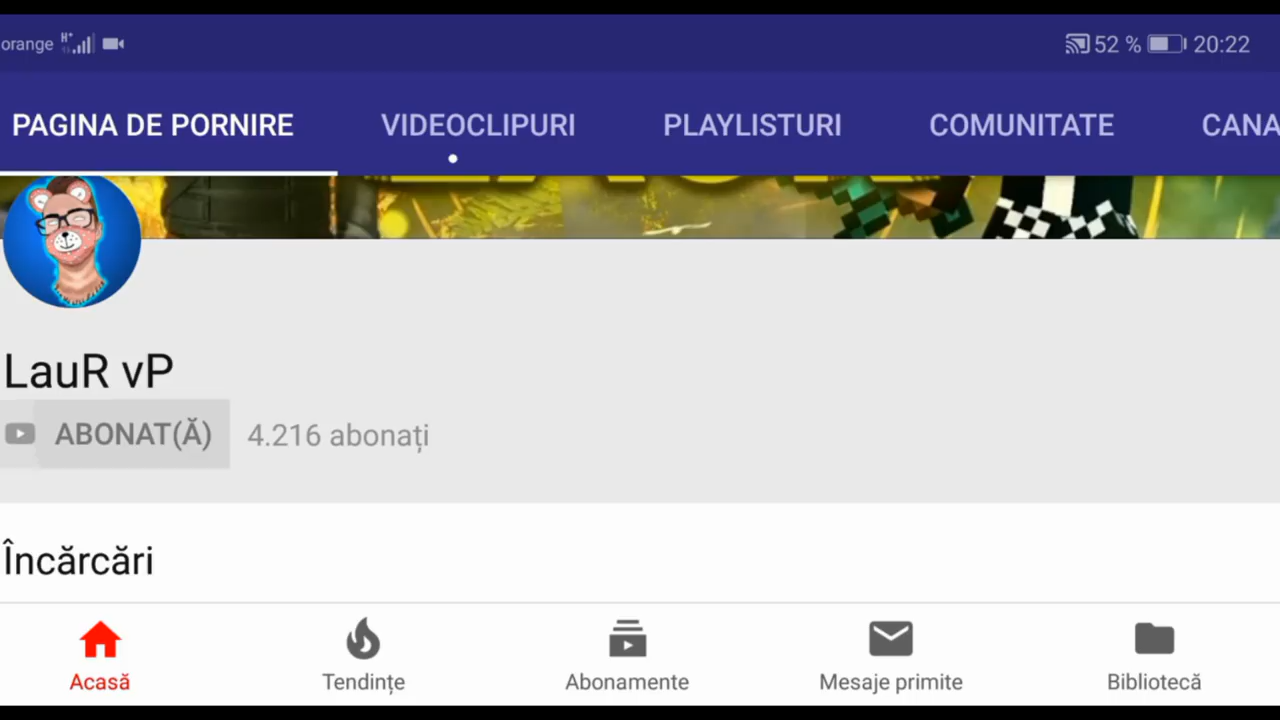 orange H+ 52 % 20:22
PAGINA DE PORNIRE VIDEOCLIPURI PLAYLISTURI COMUNITATE CANA
LauR vP
ABONAT(Ă) 4.216 abonați
Încărcări
Acasă Tendințe Abonamente Mesaje primite Bibliotecă